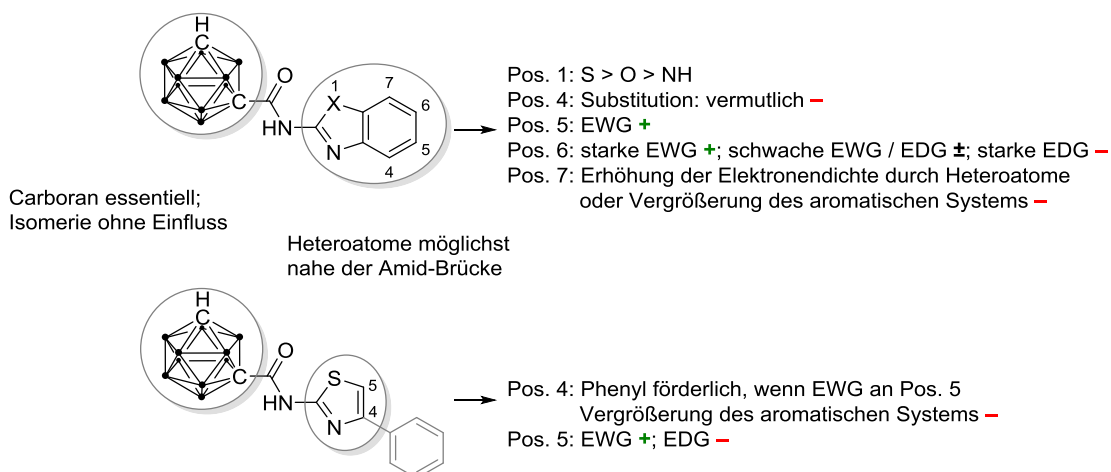 H
C
C
O
HN
1
X
N
7
6
5
4
Pos. 1: S > O > NH
Pos. 4: Substitution: vermutlich –
Pos. 5: EWG +
Pos. 6: starke EWG +; schwache EWG / EDG ±; starke EDG –
Pos. 7: Erhöhung der Elektronendichte durch Heteroatome
oder Vergrößerung des aromatischen Systems –
Carboran essentiell;
Isomerie ohne Einfluss
Heteroatome möglichst
nahe der Amid-Brücke
H
C
C
O
HN
S
N
5
4
Pos. 4: Phenyl förderlich, wenn EWG an Pos. 5
Vergrößerung des aromatischen Systems –
Pos. 5: EWG +; EDG –